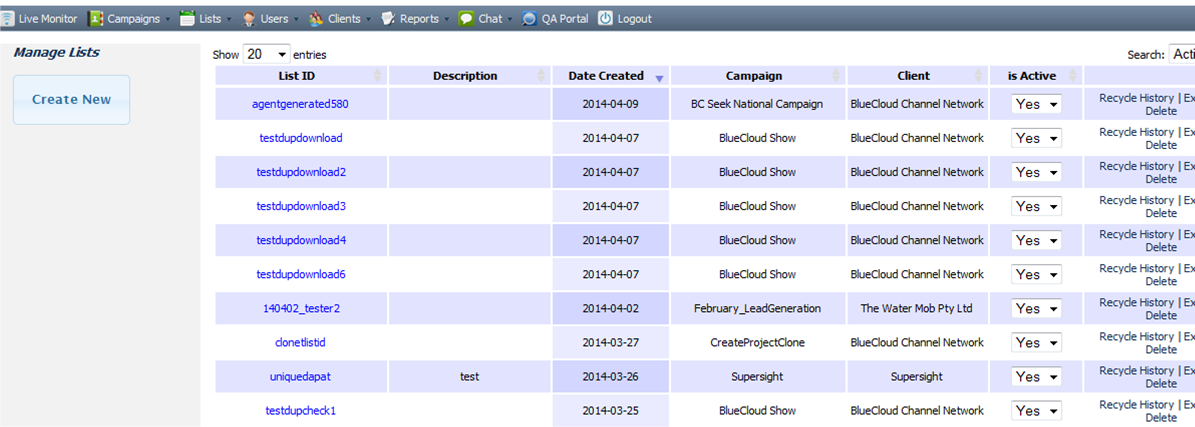 Live Monitor Campaigns Lists Users Clients Reports Chat QA Portal Logout
Manage Lists
Create New
Show 20 entries Search: Acti
List ID Description Date Created Campaign Client is Active
agentgenerated580 2014-04-09 BC Seek National Campaign BlueCloud Channel Network Yes Recycle History | Ex
Delete
testdupdownload 2014-04-07 BlueCloud Show BlueCloud Channel Network Yes Recycle History | Ex
Delete
testdupdownload2 2014-04-07 BlueCloud Show BlueCloud Channel Network Yes Recycle History | Ex
Delete
testdupdownload3 2014-04-07 BlueCloud Show BlueCloud Channel Network Yes Recycle History | Ex
Delete
testdupdownload4 2014-04-07 BlueCloud Show BlueCloud Channel Network Yes Recycle History | Ex
Delete
testdupdownload6 2014-04-07 BlueCloud Show BlueCloud Channel Network Yes Recycle History | Ex
Delete
140402_tester2 2014-04-02 February_LeadGeneration The Water Mob Pty Ltd Yes Recycle History | Ex
Delete
clonetlistid 2014-03-27 CreateProjectClone BlueCloud Channel Network Yes Recycle History | Ex
Delete
uniquedapat test 2014-03-26 Supersight Supersight Yes Recycle History | Ex
Delete
testdupcheck1 2014-03-25 BlueCloud Show BlueCloud Channel Network Yes Recycle History | Ex
Delete